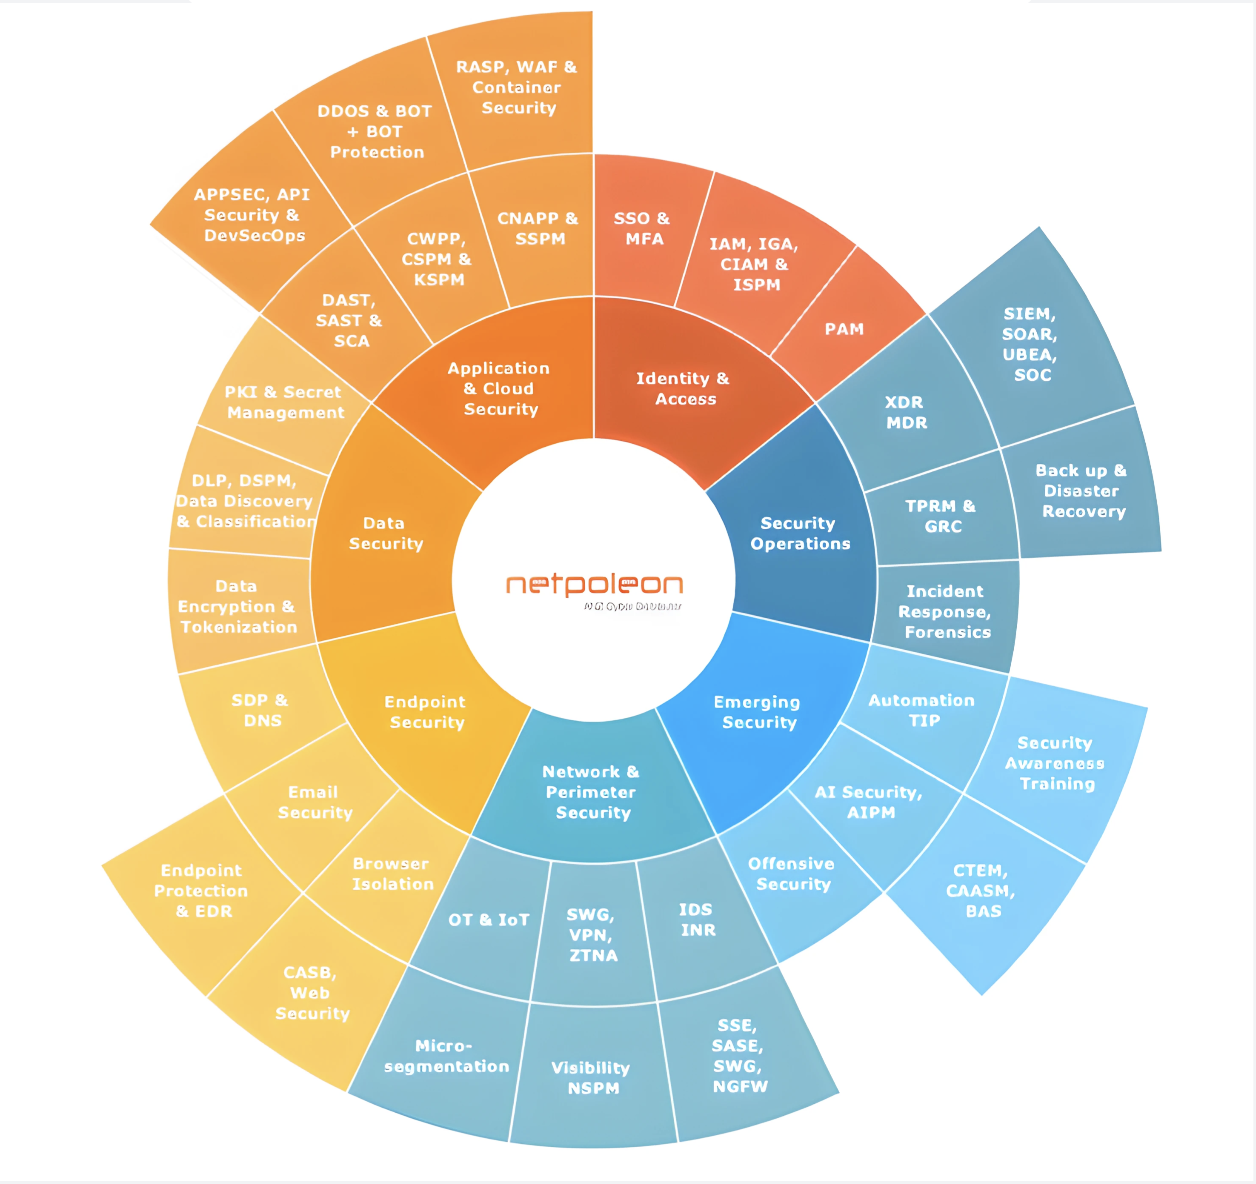 RASP, WAF &
Container
Security
DDOS & BOT
+ BOT
Protection
APPSEC, API
Security &
DevSecOps
CNAPP &
SSPM
CWPP,
CSPM &
KSPM
DAST,
SAST &
SCA
Application
& Cloud
Security
SSO &
MFA
IAM, IGA,
CIAM &
ISPM
PAM
Identity &
Access
SIEM,
SOAR,
UBEA,
SOC
Back up &
Disaster
Recovery
XDR
MDR
TPRM &
GRC
Incident
Response,
Forensics
Security
Operations
Automation
TIP
AI Security,
AIPM
Offensive
Security
Security
Awareness
Training
CTEM,
CAASM,
BAS
Emerging
Security
Network &
Perimeter
Security
IDS
INR
SWG,
VPN,
ZTNA
OT & IoT
SSE,
SASE,
SWG,
NGFW
Visibility
NSPM
Micro-
segmentation
Endpoint
Security
SDP &
DNS
Email
Security
Browser
Isolation
Endpoint
Protection
& EDR
CASB,
Web
Security
Data
Security
PKI & Secret
Management
DLP, DSPM,
Data Discovery
& Classification
Data
Encryption &
Tokenization
netpoleon